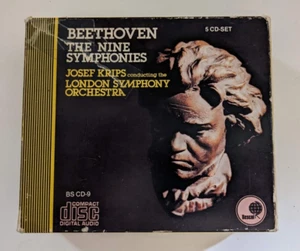 BEETHOVEN
THE NINE
SYMPHONIES
5 CD-SET
JOSEF KRIPS conducting the
LONDON SYMPHONY
ORCHESTRA
BS CD-9
COMPACT
disc
DIGITAL AUDIO